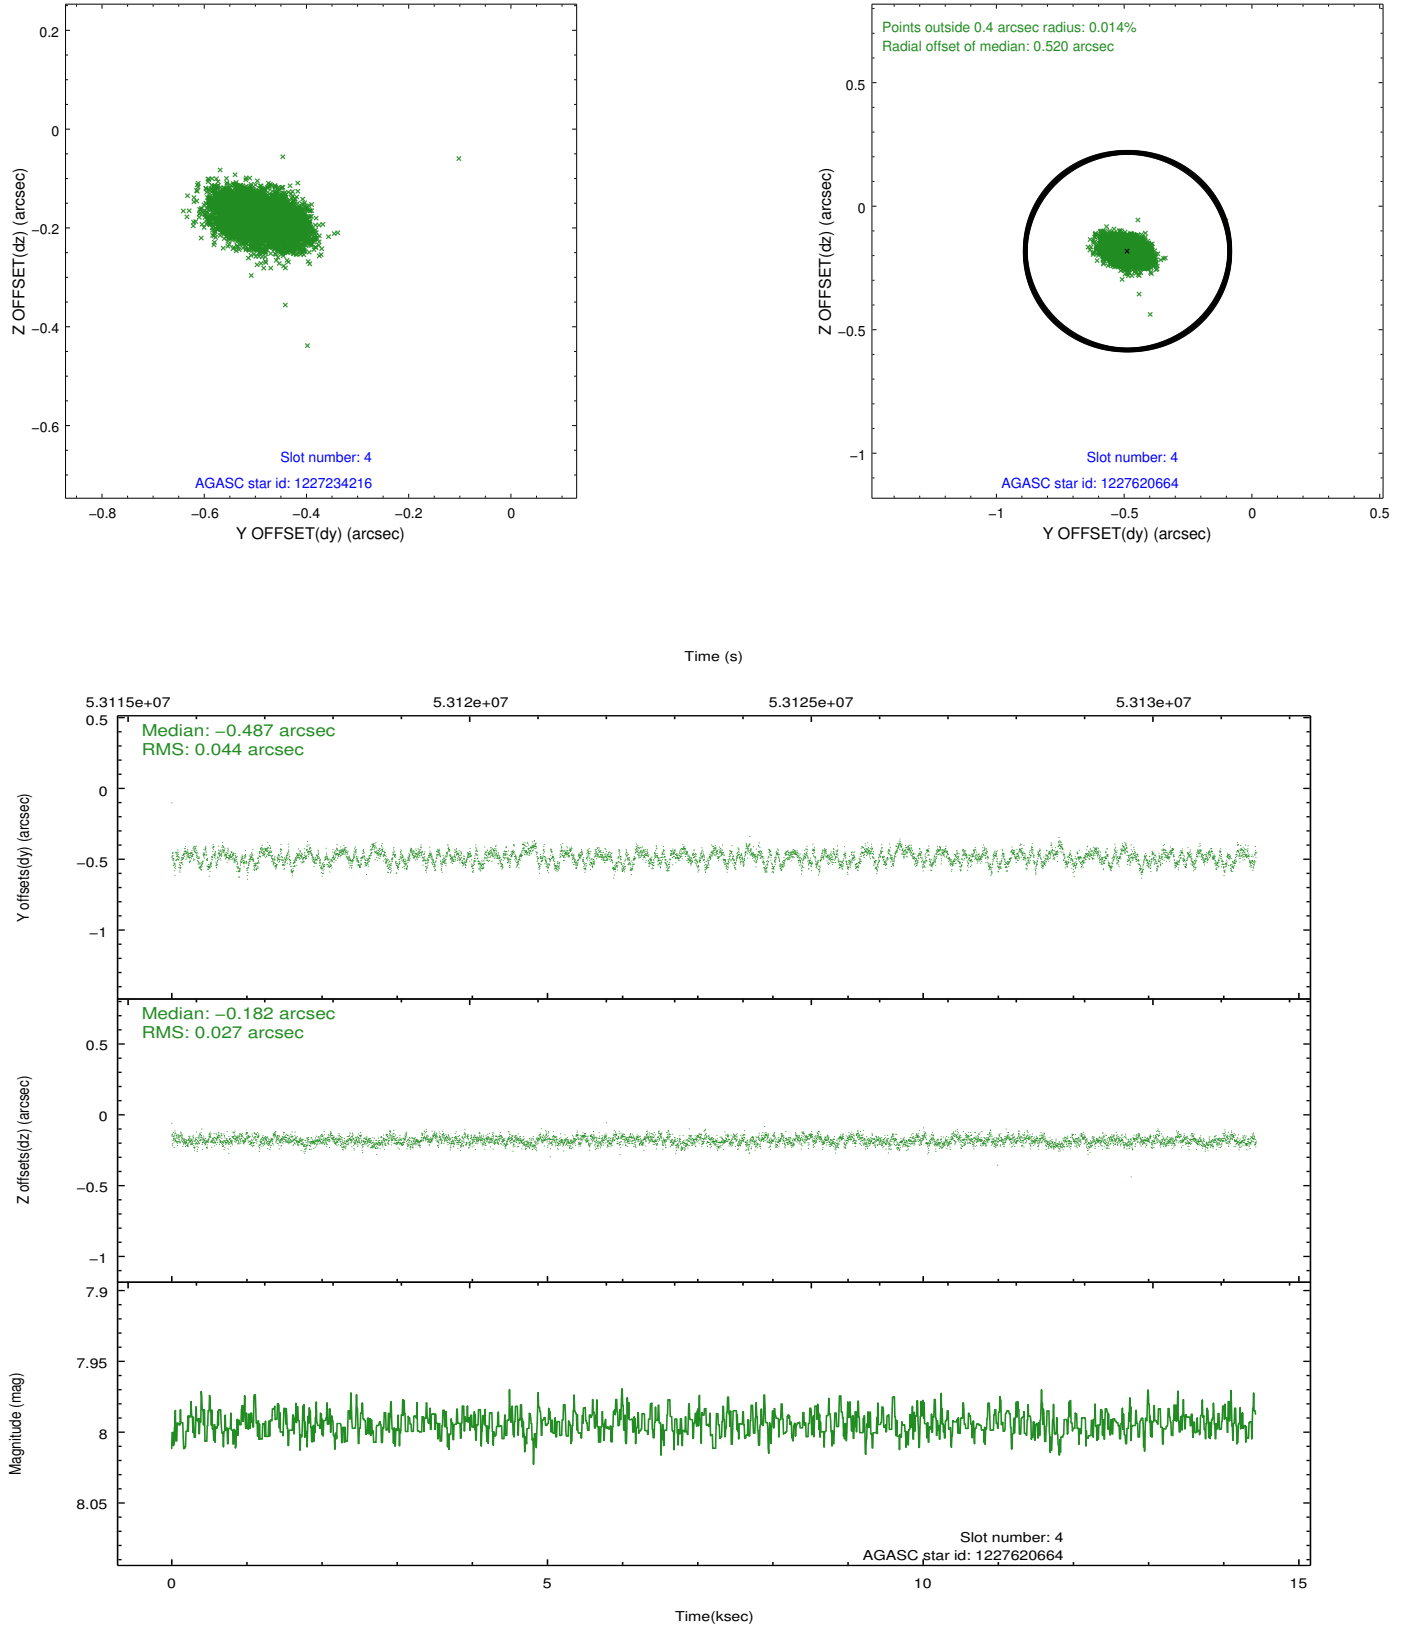 0.2
0
−0.2
−0.4
−0.6
Z OFFSET(dz) (arcsec)
Slot number: 4
AGASC star id: 1227234216
−0.8
−0.6
−0.4
−0.2
0
Y OFFSET(dy) (arcsec)
Points outside 0.4 arcsec radius: 0.014%
Radial offset of median: 0.520 arcsec
0.5
0
−0.5
−1
Z OFFSET(dz) (arcsec)
Slot number: 4
AGASC star id: 1227620664
−1
−0.5
0
0.5
Y OFFSET(dy) (arcsec)
Time (s)
5.3115e+07
5.312e+07
5.3125e+07
5.313e+07
Median: −0.487 arcsec
RMS: 0.044 arcsec
0.5
0
−0.5
−1
Y offsets(dy) (arcsec)
Median: −0.182 arcsec
RMS: 0.027 arcsec
0.5
0
−0.5
−1
Z offsets(dz) (arcsec)
7.9
7.95
8
8.05
Magnitude (mag)
Slot number: 4
AGASC star id: 1227620664
0
5
10
15
Time(ksec)